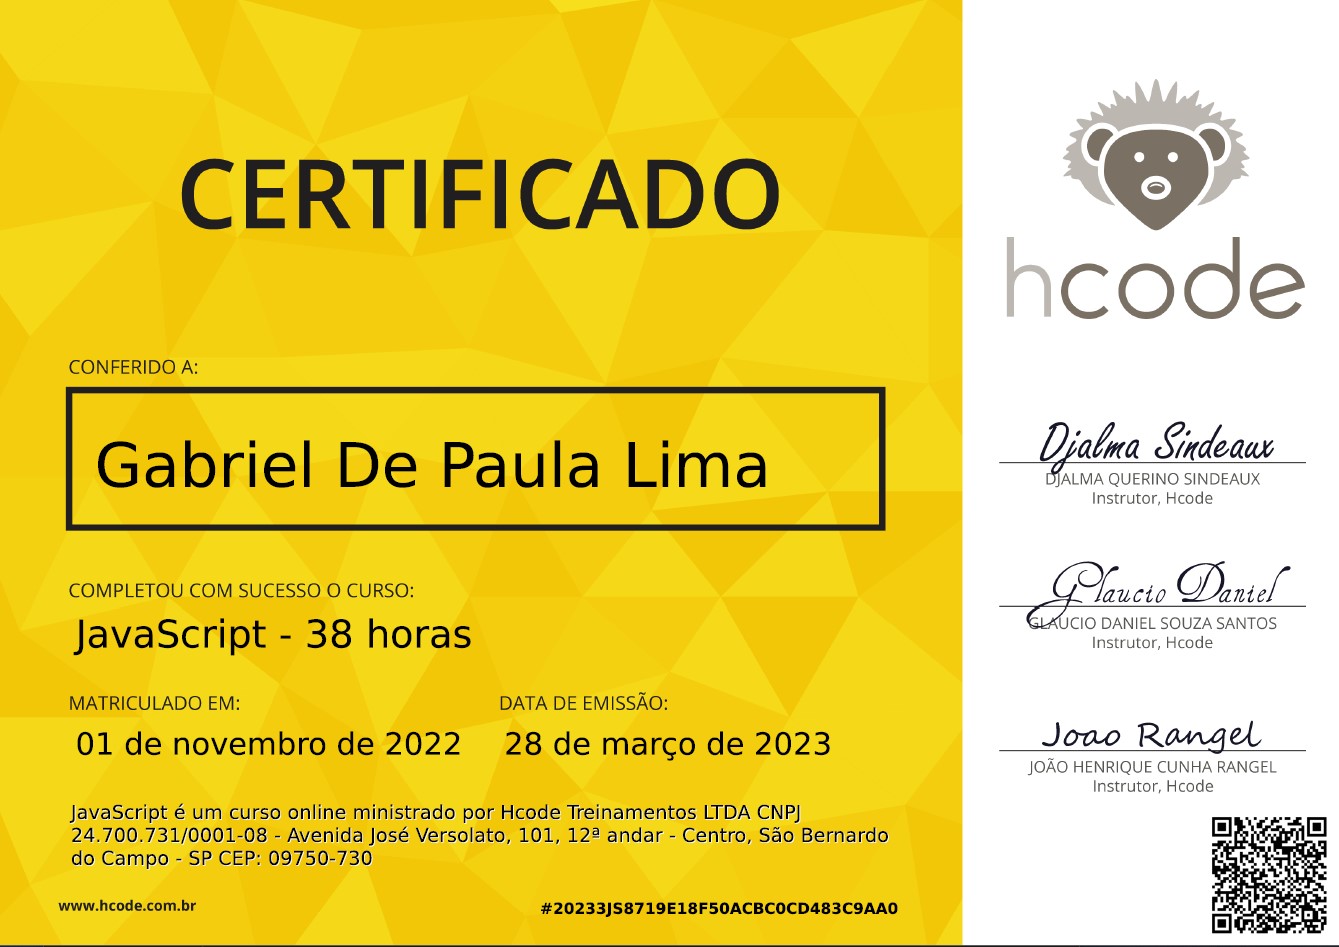 CERTIFICADO
CONFERIDO A:
Gabriel De Paula Lima
COMPLETOU COM SUCESSO O CURSO:
JavaScript - 38 horas
MATRICULADO EM:
01 de novembro de 2022
DATA DE EMISSÃO:
28 de março de 2023
JavaScript é um curso online ministrado por Hcode Treinamentos LTDA CNPJ
24.700.731/0001-08 - Avenida José Versolato, 101, 12ª andar - Centro, São Bernardo
do Campo - SP CEP: 09750-730
www.hcode.com.br
#20233JS8719E18F50ACBC0CD483C9AA0
hcode
Djalma Sindeaux
DJALMA QUERINO SINDEAUX
Instrutor, Hcode
Glaucio Daniel
GLAUCIO DANIEL SOUZA SANTOS
Instrutor, Hcode
Joao Rangel
JOÃO HENRIQUE CUNHA RANGEL
Instrutor, Hcode